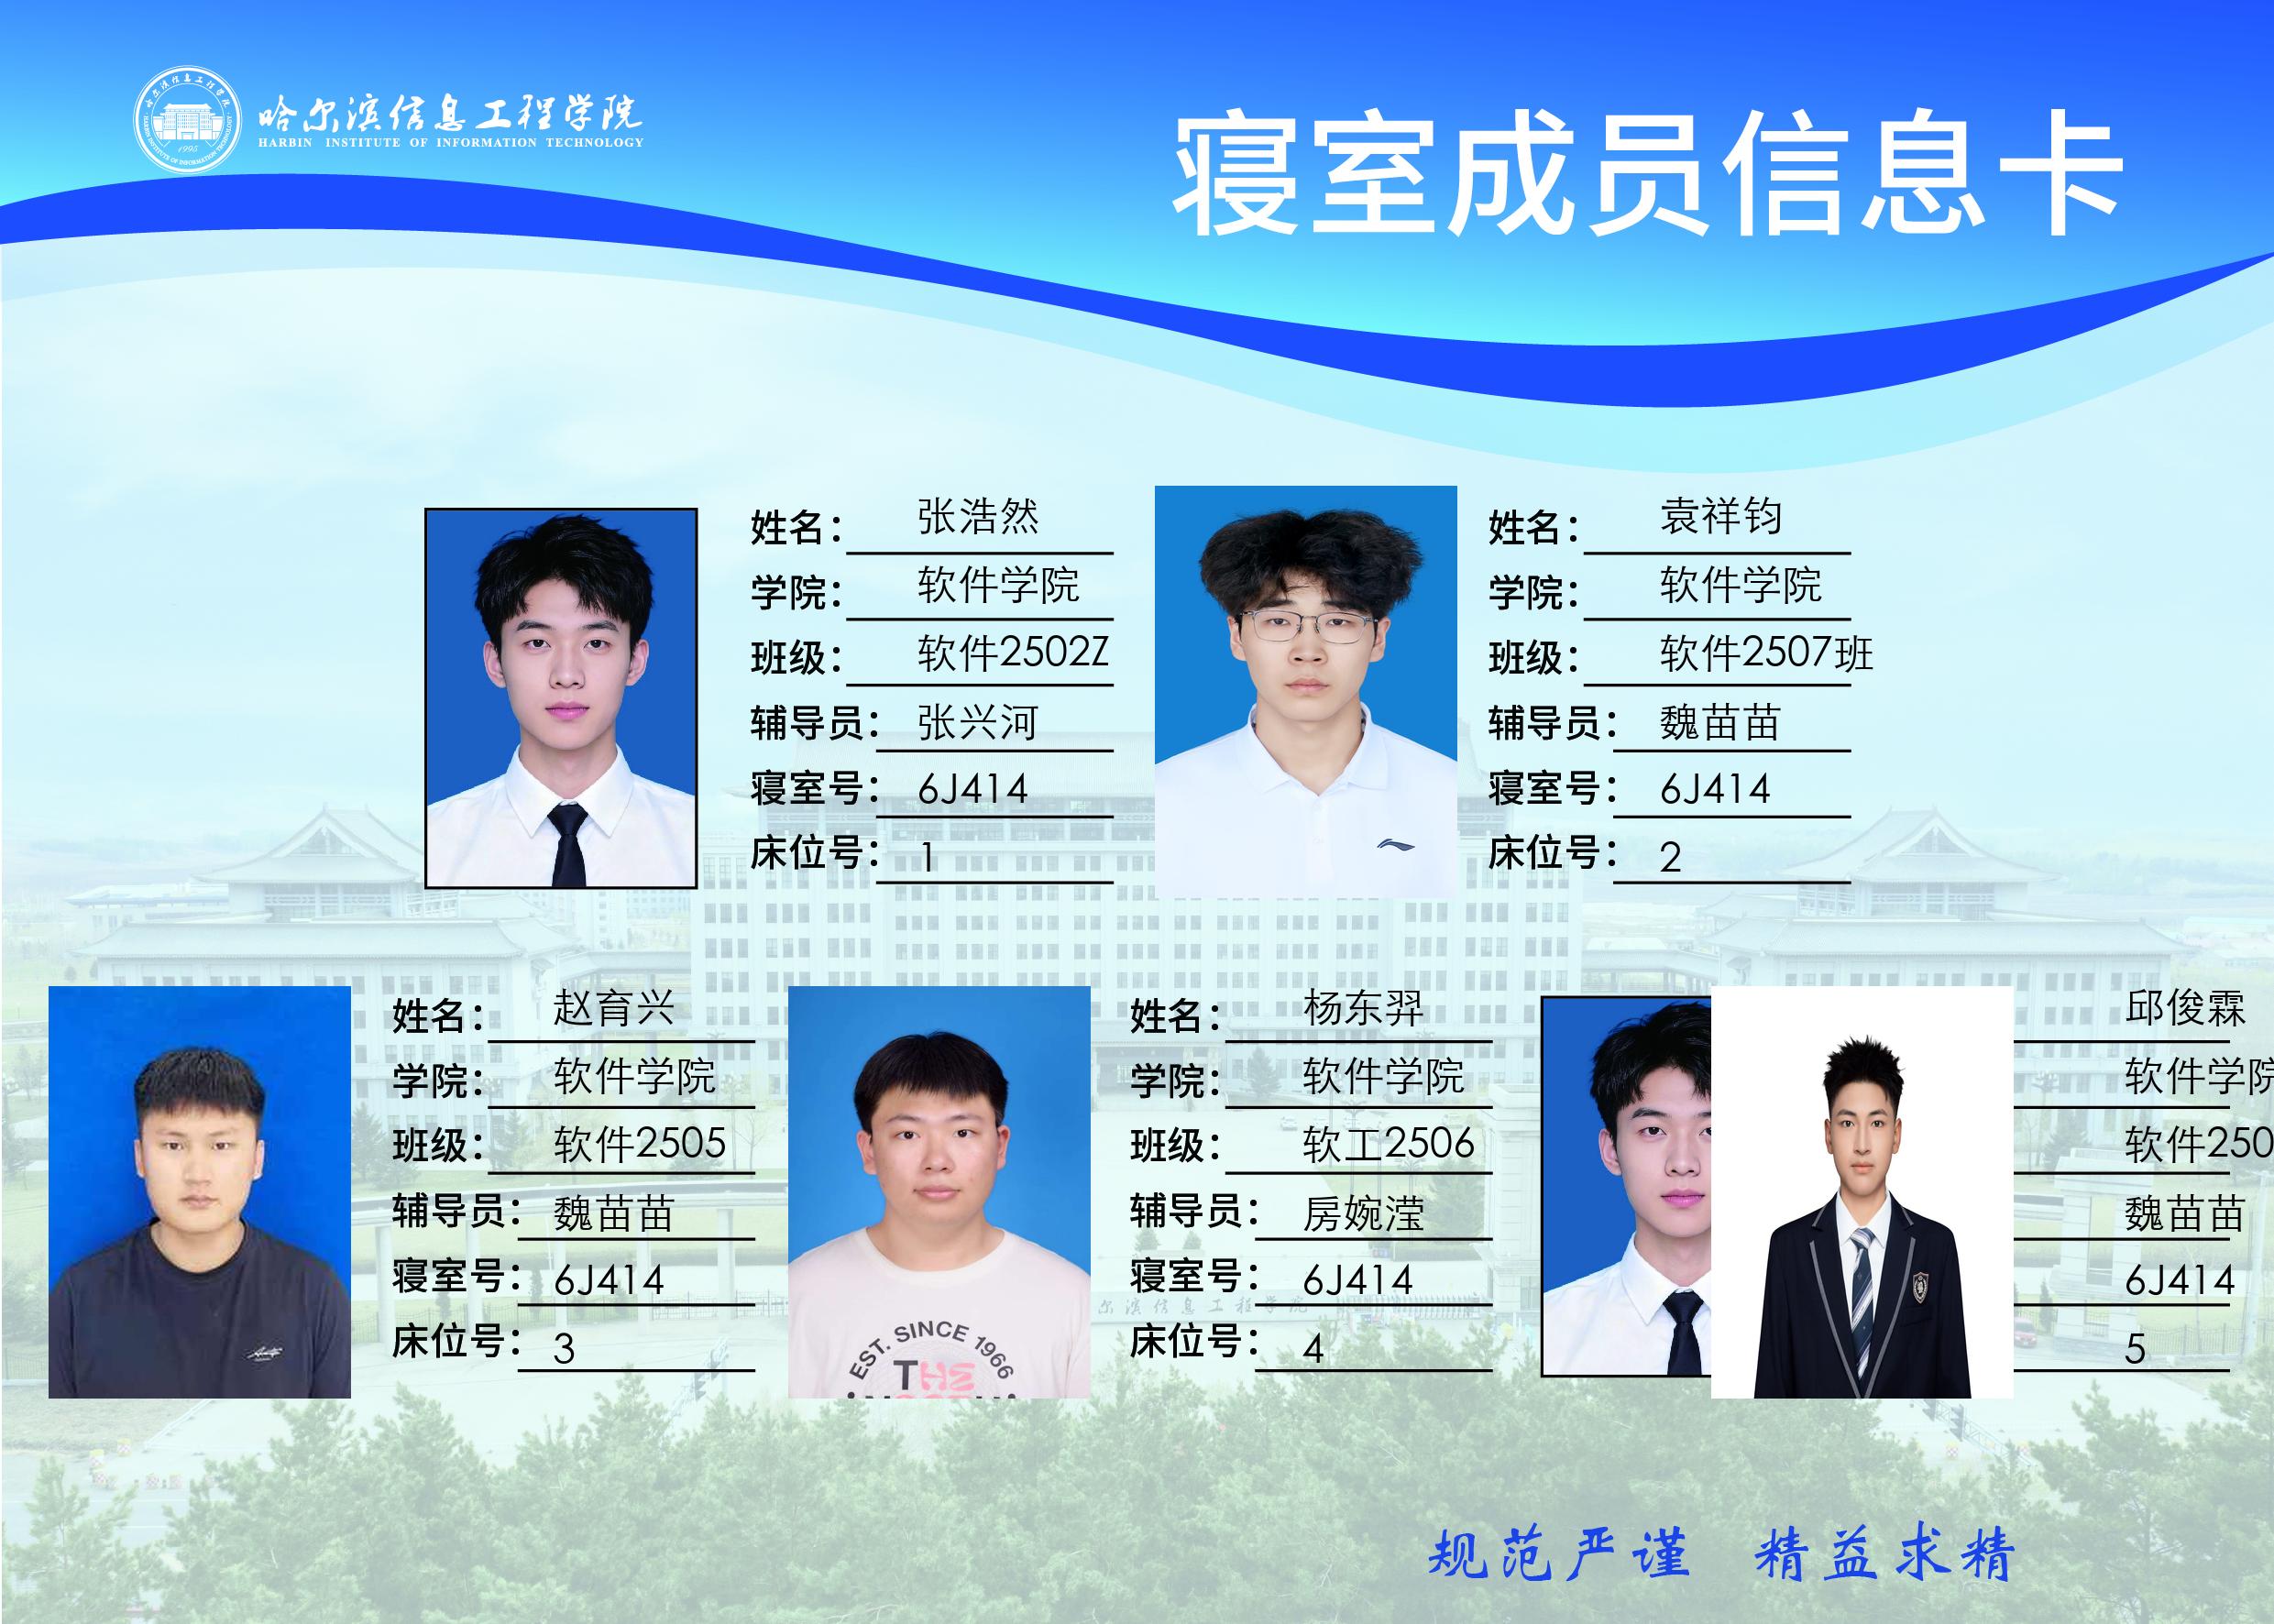 哈尔滨信息工程学院
HARBIN INSTITUTE OF INFORMATION TECHNOLOGY
1995
寝室成员信息卡
姓名： 张浩然
学院： 软件学院
班级： 软件2502Z
辅导员： 张兴河
寝室号： 6J414
床位号： 1
姓名： 袁祥钧
学院： 软件学院
班级： 软件2507班
辅导员： 魏苗苗
寝室号： 6J414
床位号： 2
姓名： 赵育兴
学院： 软件学院
班级： 软件2505
辅导员： 魏苗苗
寝室号： 6J414
床位号： 3
EST. SINCE 1966
THE
姓名： 杨东羿
学院： 软件学院
班级： 软工2506
辅导员： 房婉滢
寝室号： 6J414
床位号： 4
邱俊霖
软件学院
软件250
魏苗苗
6J414
5
规范严谨 精益求精